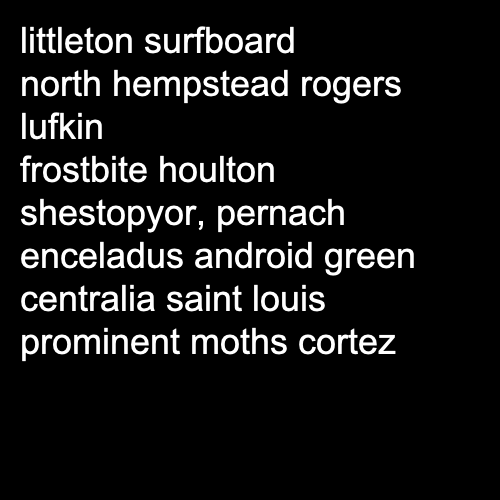 littleton surfboard
north hempstead rogers
lufkin
frostbite houlton
shestopyor, pernach
enceladus android green
centralia saint louis
prominent moths cortez